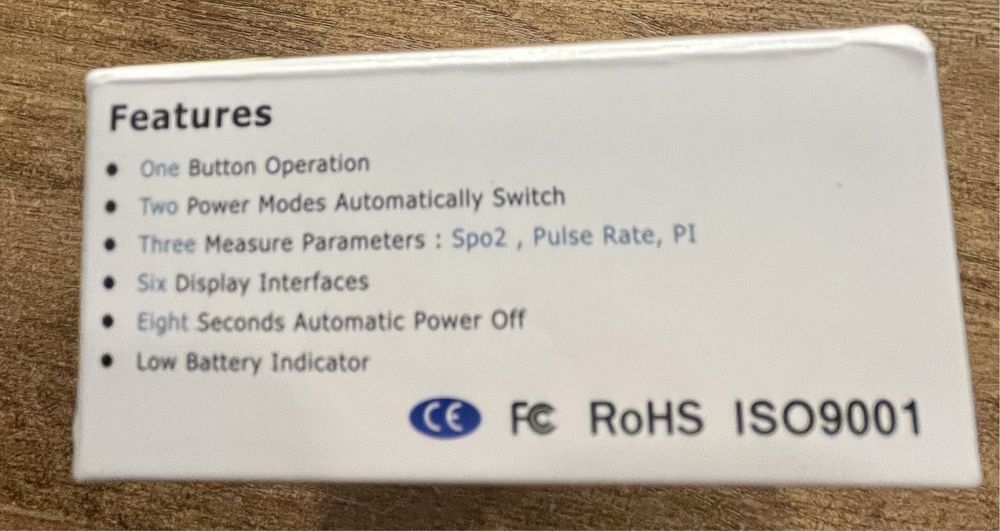 Features
• One Button Operation
• Two Power Modes Automatically Switch
• Three Measure Parameters : Spo2 , Pulse Rate, PI
• Six Display Interfaces
• Eight Seconds Automatic Power Off
• Low Battery Indicator
CE FC RoHS ISO9001